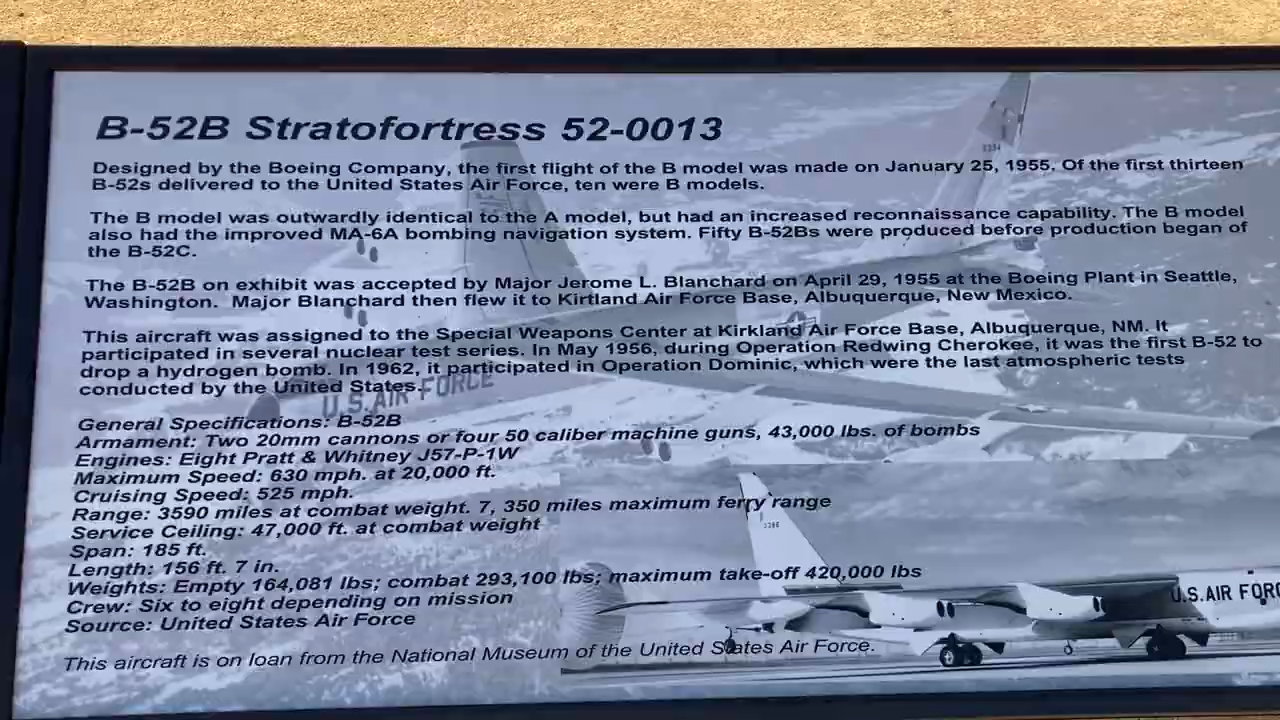 B-52B Stratofortress 52-0013
Designed by the Boeing Company, the first flight of the B model was made on January 25, 1955. Of the first thirteen
B-52s delivered to the United States Air Force, ten were B models.
The B model was outwardly identical to the A model, but had an increased reconnaissance capability. The B model
also had the improved MA-6A bombing navigation system. Fifty B-52Bs were produced before production began of
the B-52C.
The B-52B on exhibit was accepted by Major Jerome L. Blanchard on April 29, 1955 at the Boeing Plant in Seattle,
Washington. Major Blanchard then flew it to Kirtland Air Force Base, Albuquerque, New Mexico.
This aircraft was assigned to the Special Weapons Center at Kirkland Air Force Base, Albuquerque, NM. It
participated in several nuclear test series. In May 1956, during Operation Redwing Cherokee, it was the first B-52 to
drop a hydrogen bomb. In 1962, it participated in Operation Dominic, which were the last atmospheric tests
conducted by the United States.
U.S. AIR FORCE
General Specifications: B-52B
Armament: Two 20mm cannons or four 50 caliber machine guns, 43,000 lbs. of bombs
Engines: Eight Pratt & Whitney J57-P-1W
Maximum Speed: 630 mph. at 20,000 ft.
Cruising Speed: 525 mph.
Range: 3590 miles at combat weight. 7, 350 miles maximum ferry range
Service Ceiling: 47,000 ft. at combat weight
Span: 185 ft.
Length: 156 ft. 7 in.
Weights: Empty 164,081 lbs; combat 293,100 lbs; maximum take-off 420,000 lbs
Crew: Six to eight depending on mission
Source: United States Air Force
U.S. AIR FORC
This aircraft is on loan from the National Museum of the United States Air Force.